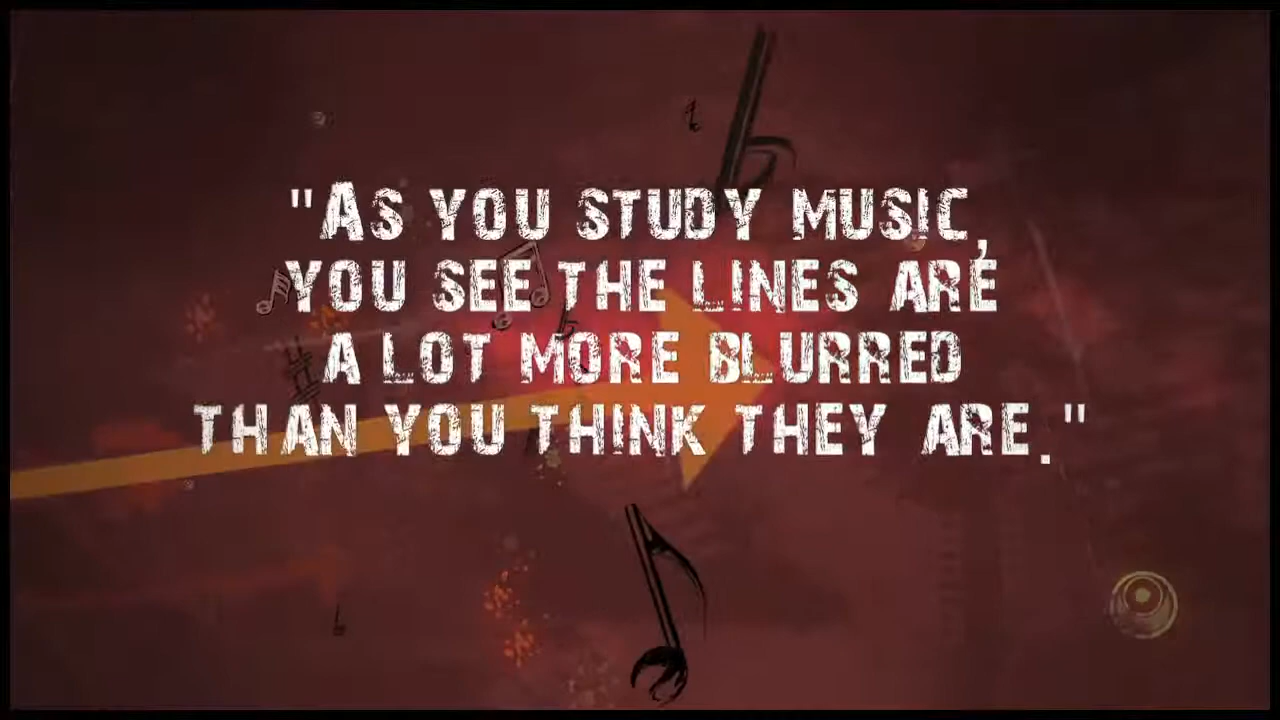 "As you study music,
you see the lines are
a lot more blurred
than you think they are."